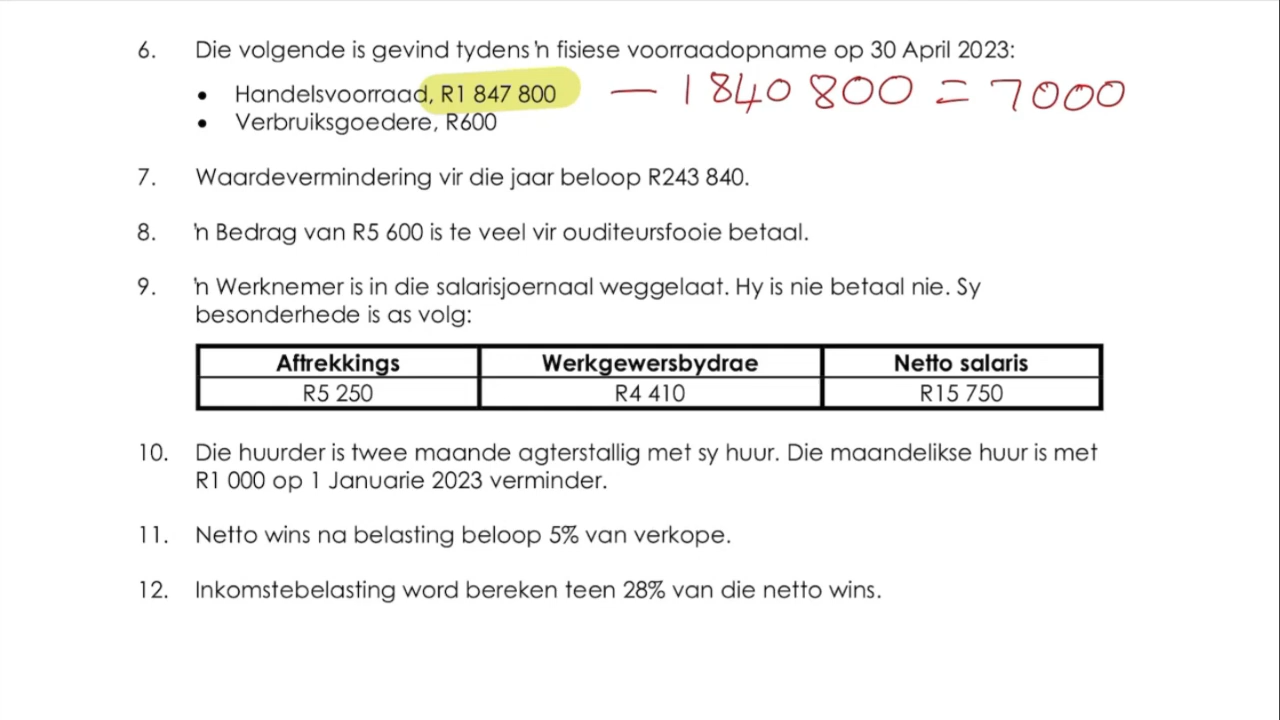 6. Die volgende is gevind tydens 'n fisiese voorraadopname op 30 April 2023:
• Handelsvoorraad, R1 847 800 — 1840 800 = 7000
• Verbruiksgoedere, R600
7. Waardevermindering vir die jaar beloop R243 840.
8. 'n Bedrag van R5 600 is te veel vir ouditeursfooie betaal.
9. 'n Werknemer is in die salarisjoernaal weggelaat. Hy is nie betaal nie. Sy
besonderhede is as volg:
Aftrekkings Werkgewersbydrae Netto salaris
R5 250 R4 410 R15 750
10. Die huurder is twee maande agterstallig met sy huur. Die maandelikse huur is met
R1 000 op 1 Januarie 2023 verminder.
11. Netto wins na belasting beloop 5% van verkope.
12. Inkomstebelasting word bereken teen 28% van die netto wins.